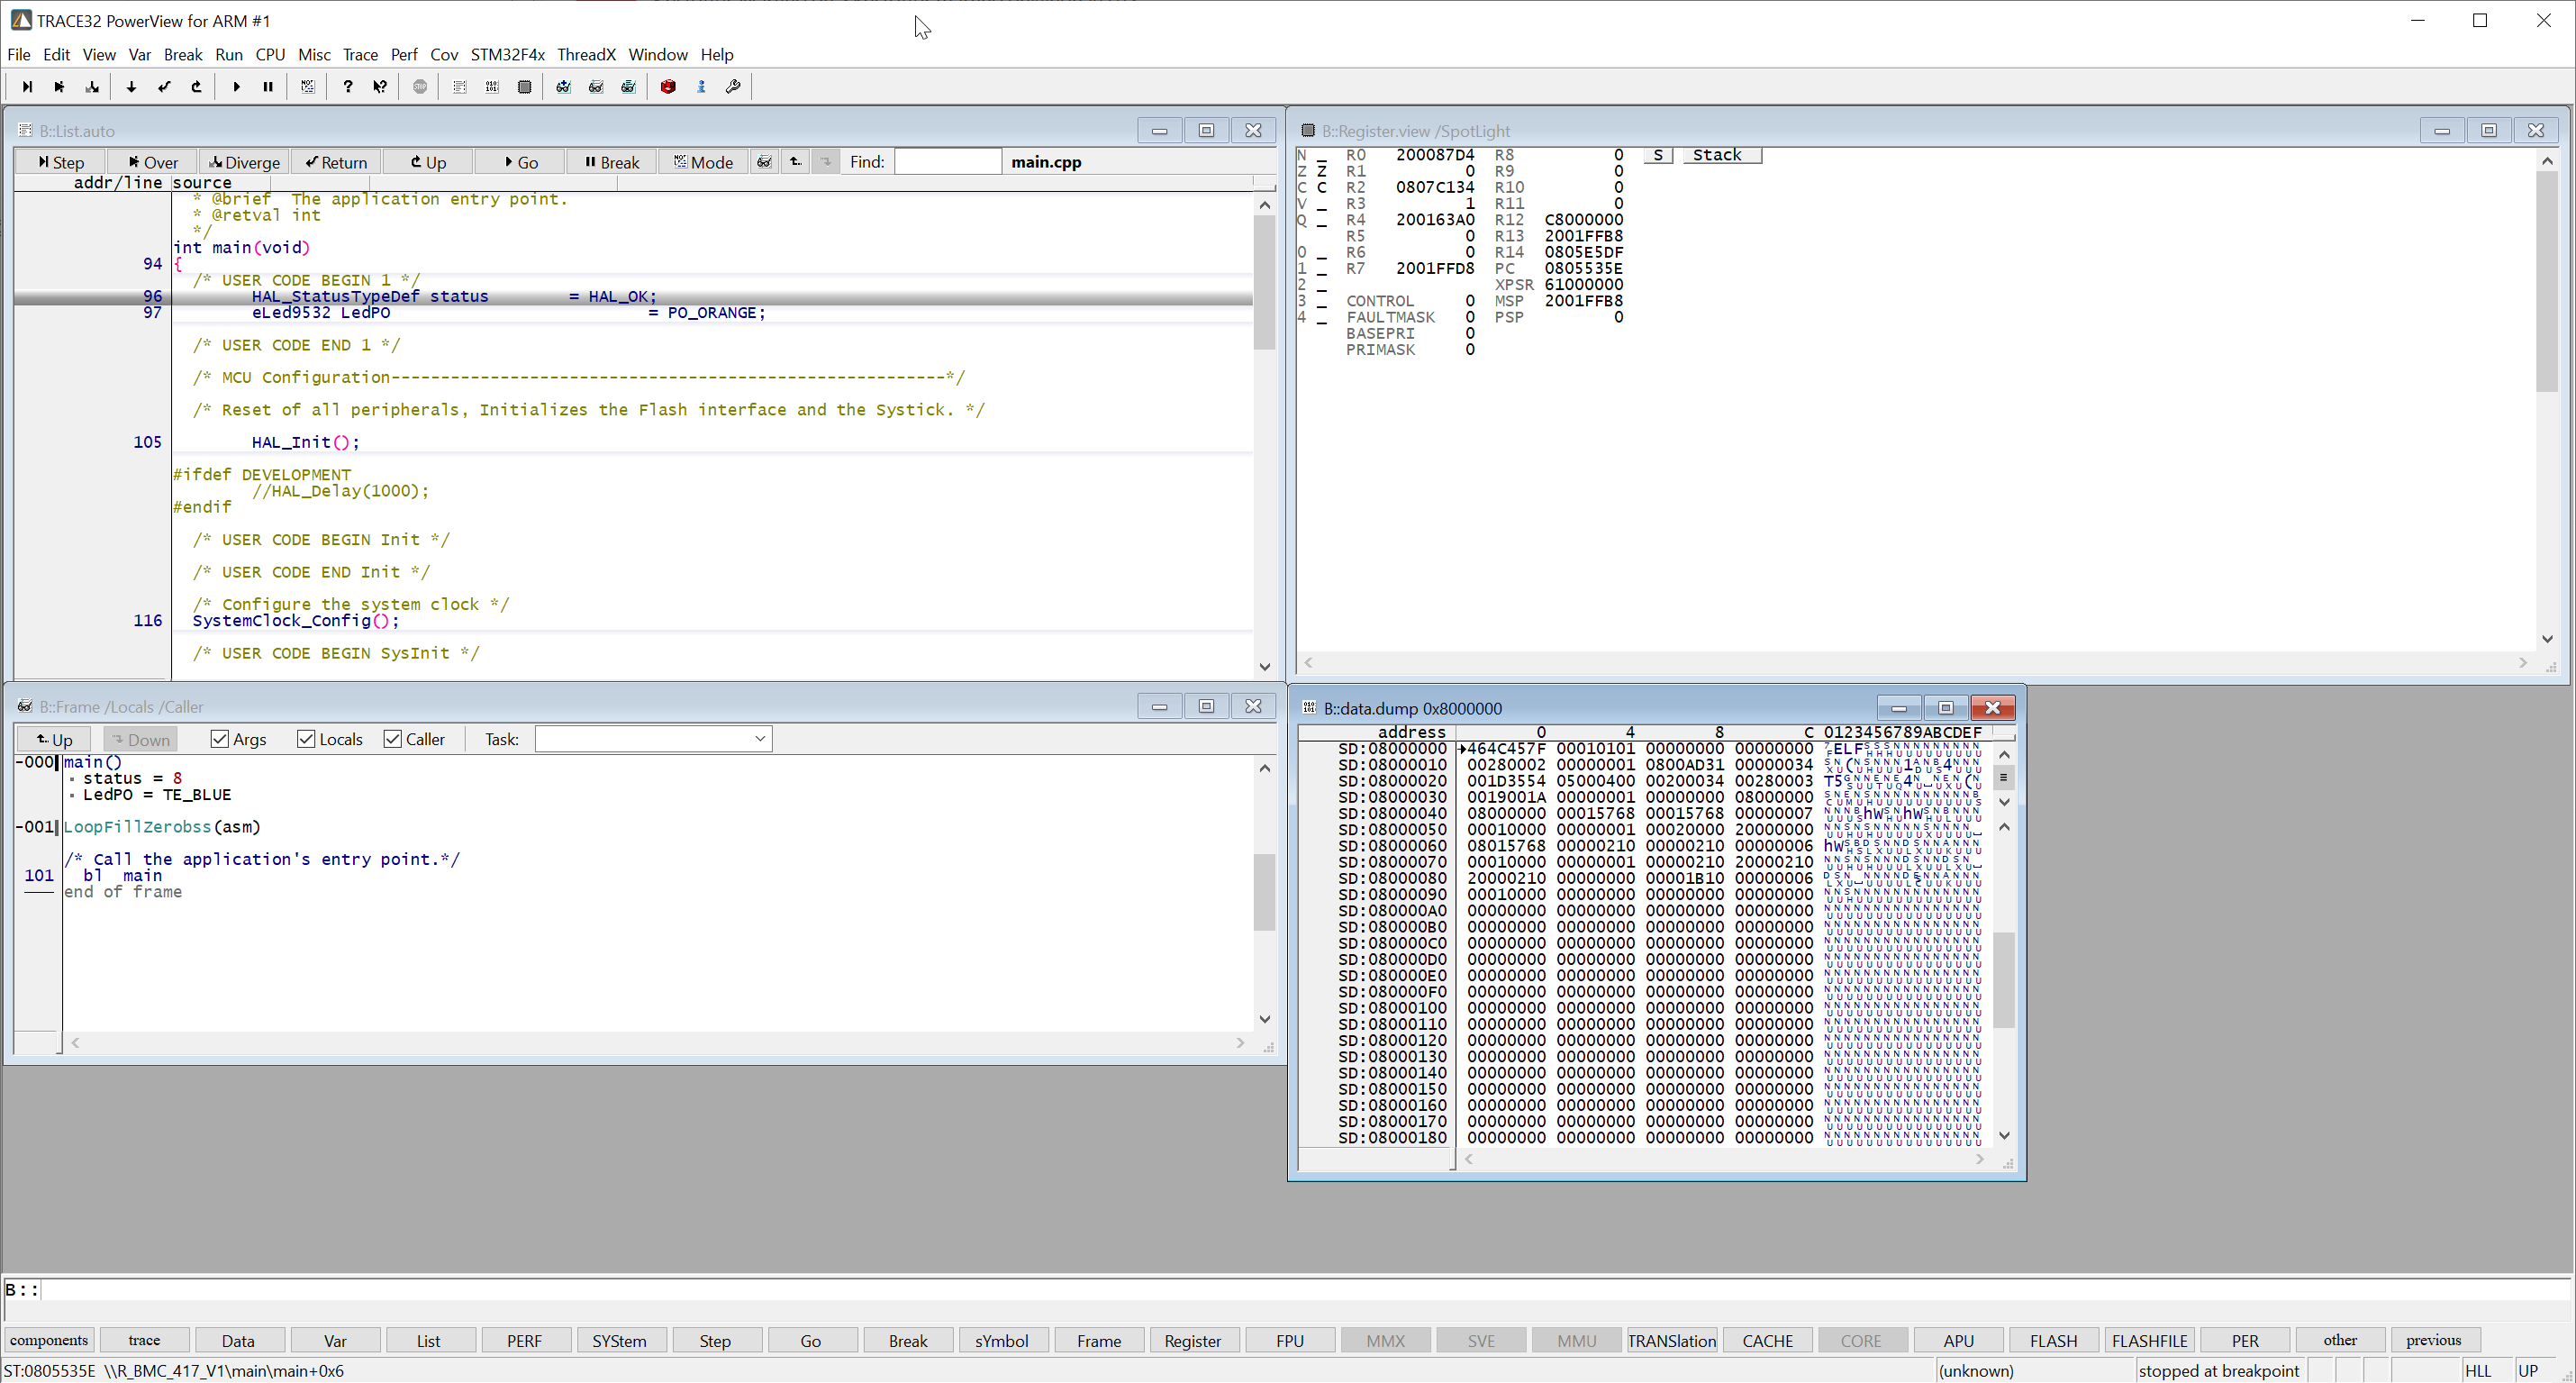 TRACE32 PowerView for ARM #1
File Edit View Var Break Run CPU Misc Trace Perf Cov STM32F4x ThreadX Window Help
B::List.auto
Step Over Diverge Return Up Go Break Mode Find: main.cpp
addr/line source
* @brief  The application entry point.
* @retval int
*/
int main(void)
94 {
/* USER CODE BEGIN 1 */
96 HAL_StatusTypeDef status = HAL_OK;
97 eLed9532 LedPO = PO_ORANGE;
/* USER CODE END 1 */
/* MCU Configuration--------------------------------------------------------*/
/* Reset of all peripherals, Initializes the Flash interface and the Systick. */
105 HAL_Init();
#ifdef DEVELOPMENT
//HAL_Delay(1000);
#endif
/* USER CODE BEGIN Init */
/* USER CODE END Init */
/* Configure the system clock */
116 SystemClock_Config();
/* USER CODE BEGIN SysInit */
B::Register.view /SpotLight
N _ R0 200087D4 R8 0 S Stack
Z Z R1 0 R9 0
C C R2 0807C134 R10 0
V _ R3 1 R11 0
Q _ R4 200163A0 R12 C8000000
R5 0 R13 2001FFB8
0 _ R6 0 R14 0805E5DF
1 _ R7 2001FFD8 PC 0805535E
2 _ XPSR 61000000
3 _ CONTROL 0 MSP 2001FFB8
4 _ FAULTMASK 0 PSP 0
BASEPRI 0
PRIMASK 0
B::Frame /Locals /Caller
Up Down Args Locals Caller Task:
-000 main()
status = 8
LedPO = TE_BLUE
-001 LoopFillZerobss(asm)
/* Call the application's entry point.*/
101 bl  main
end of frame
B::data.dump 0x8000000
address 0 4 8 C 0123456789ABCDEF
SD:08000000 464C457F 00010101 00000000 00000000
SD:08000010 00280002 00000001 0800AD31 00000034
SD:08000020 001D3554 05000400 00200034 00280003
SD:08000030 0019001A 00000001 00000000 08000000
SD:08000040 08000000 00015768 00015768 00000007
SD:08000050 00010000 00000001 00020000 20000000
SD:08000060 08015768 00000210 00000210 00000006
SD:08000070 00010000 00000001 00000210 20000210
SD:08000080 20000210 00000000 00001B10 00000006
SD:08000090 00010000 00000000 00000000 00000000
SD:080000A0 00000000 00000000 00000000 00000000
SD:080000B0 00000000 00000000 00000000 00000000
SD:080000C0 00000000 00000000 00000000 00000000
SD:080000D0 00000000 00000000 00000000 00000000
SD:080000E0 00000000 00000000 00000000 00000000
SD:080000F0 00000000 00000000 00000000 00000000
SD:08000100 00000000 00000000 00000000 00000000
SD:08000110 00000000 00000000 00000000 00000000
SD:08000120 00000000 00000000 00000000 00000000
SD:08000130 00000000 00000000 00000000 00000000
SD:08000140 00000000 00000000 00000000 00000000
SD:08000150 00000000 00000000 00000000 00000000
SD:08000160 00000000 00000000 00000000 00000000
SD:08000170 00000000 00000000 00000000 00000000
SD:08000180 00000000 00000000 00000000 00000000
B::
components trace Data Var List PERF SYStem Step Go Break sYmbol Frame Register FPU MMX SVE MMU TRANSlation CACHE CORE APU FLASH FLASHFILE PER other previous
ST:0805535E \\R_BMC_417_V1\main\main+0x6 (unknown) stopped at breakpoint HLL UP